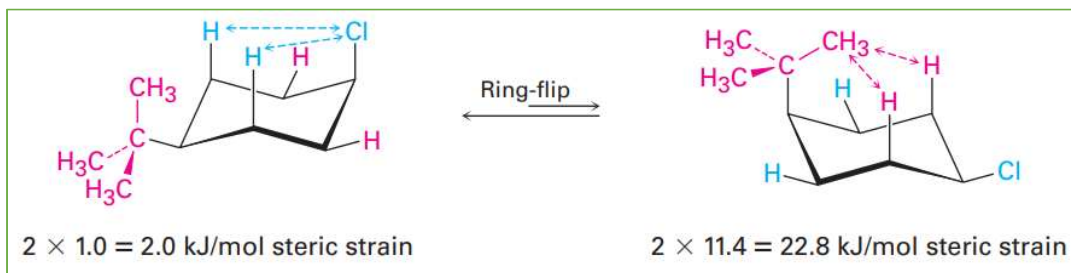 H Cl
H H
CH3
C
H3C
H3C
H
2 × 1.0 = 2.0 kJ/mol steric strain
Ring-flip
H3C CH3
H3C C H
H H
H Cl
2 × 11.4 = 22.8 kJ/mol steric strain